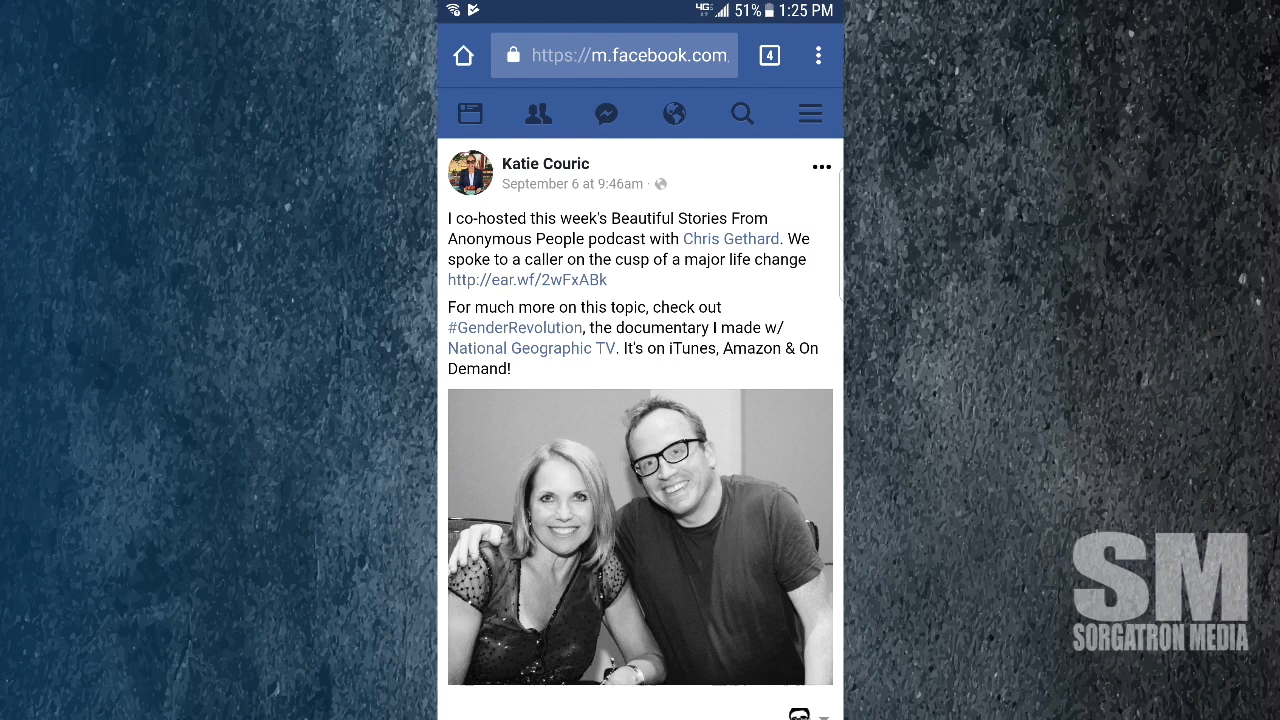 4G 51% 1:25 PM
https://m.facebook.com
4
Katie Couric
September 6 at 9:46am ·
I co-hosted this week's Beautiful Stories From
Anonymous People podcast with Chris Gethard. We
spoke to a caller on the cusp of a major life change
http://ear.wf/2wFxABk
For much more on this topic, check out
#GenderRevolution, the documentary I made w/
National Geographic TV. It's on iTunes, Amazon & On
Demand!
SM
SORGATRON MEDIA